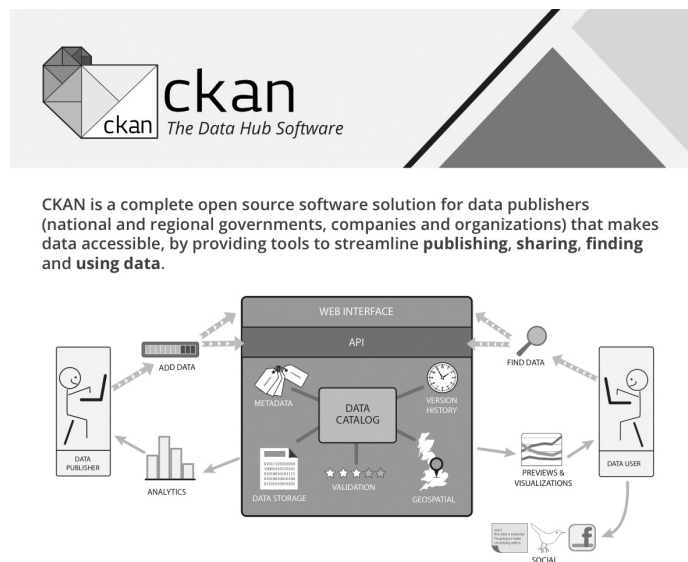 ckan
ckan
The Data Hub Software
CKAN is a complete open source software solution for data publishers
(national and regional governments, companies and organizations) that makes
data accessible, by providing tools to streamline publishing, sharing, finding
and using data.
WEB INTERFACE
API
ADD DATA
FIND DATA
METADATA
VERSION
HISTORY
DATA
CATALOG
DATA
PUBLISHER
DATA USER
ANALYTICS
DATA STORAGE
VALIDATION
GEOSPATIAL
PREVIEWS &
VISUALIZATIONS
f
SOCIAL